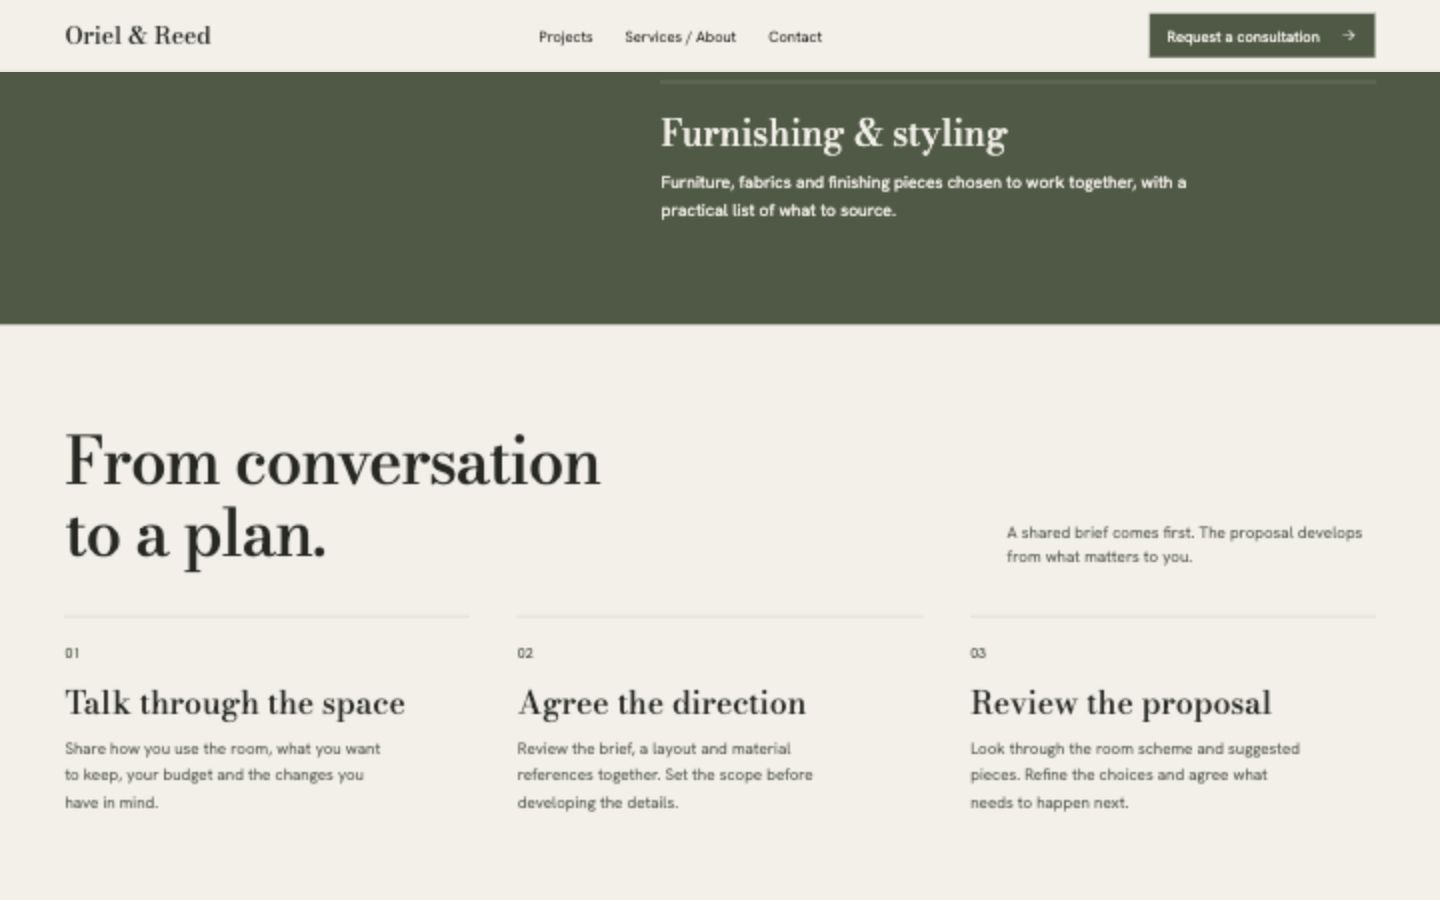 Oriel & Reed
Projects
Services / About
Contact
Request a consultation →
Furnishing & styling
Furniture, fabrics and finishing pieces chosen to work together, with a
practical list of what to source.
From conversation
to a plan.
A shared brief comes first. The proposal develops
from what matters to you.
01
Talk through the space
Share how you use the room, what you want
to keep, your budget and the changes you
have in mind.
02
Agree the direction
Review the brief, a layout and material
references together. Set the scope before
developing the details.
03
Review the proposal
Look through the room scheme and suggested
pieces. Refine the choices and agree what
needs to happen next.